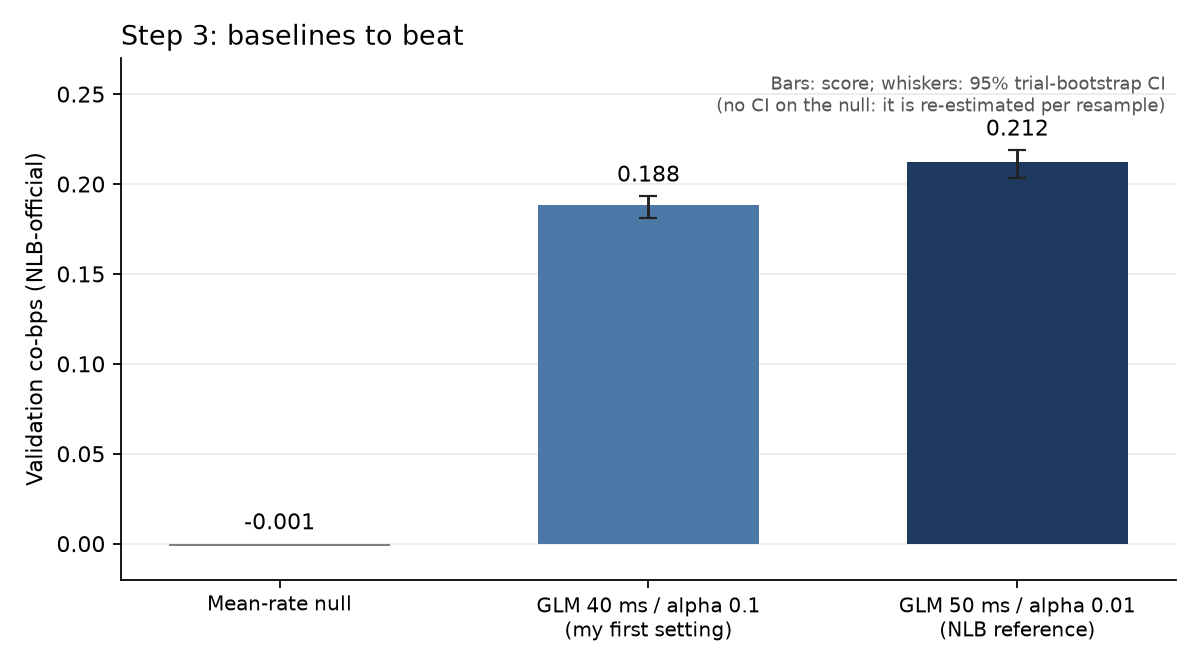 Step 3: baselines to beat
Bars: score; whiskers: 95% trial-bootstrap CI
(no CI on the null: it is re-estimated per resample)
Validation co-bps (NLB-official)
0.25
0.20
0.15
0.10
0.05
0.00
-0.001
0.188
0.212
Mean-rate null
GLM 40 ms / alpha 0.1
(my first setting)
GLM 50 ms / alpha 0.01
(NLB reference)